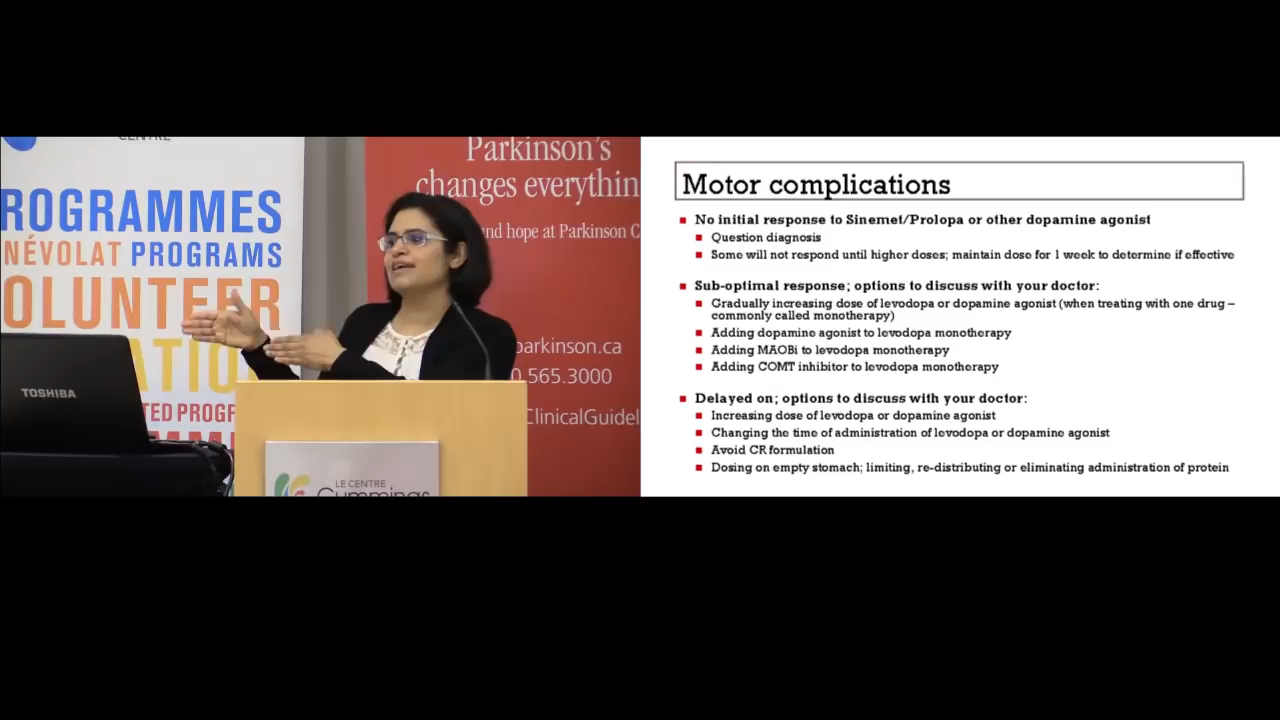 CENTRE
ROGRAMMES
NÉVOLAT PROGRAMS
OLUNTEER
ATIO
TED PROGR
TOSHIBA
Parkinson's
changes everythin
nd hope at Parkinson C
parkinson.ca
0.565.3000
ClinicalGuidel
LE CENTRE
Cummings
Motor complications
No initial response to Sinemet/Prolopa or other dopamine agonist
Question diagnosis
Some will not respond until higher doses; maintain dose for 1 week to determine if effective
Sub-optimal response; options to discuss with your doctor:
Gradually increasing dose of levodopa or dopamine agonist (when treating with one drug –
commonly called monotherapy)
Adding dopamine agonist to levodopa monotherapy
Adding MAOBi to levodopa monotherapy
Adding COMT inhibitor to levodopa monotherapy
Delayed on; options to discuss with your doctor:
Increasing dose of levodopa or dopamine agonist
Changing the time of administration of levodopa or dopamine agonist
Avoid CR formulation
Dosing on empty stomach; limiting, re-distributing or eliminating administration of protein